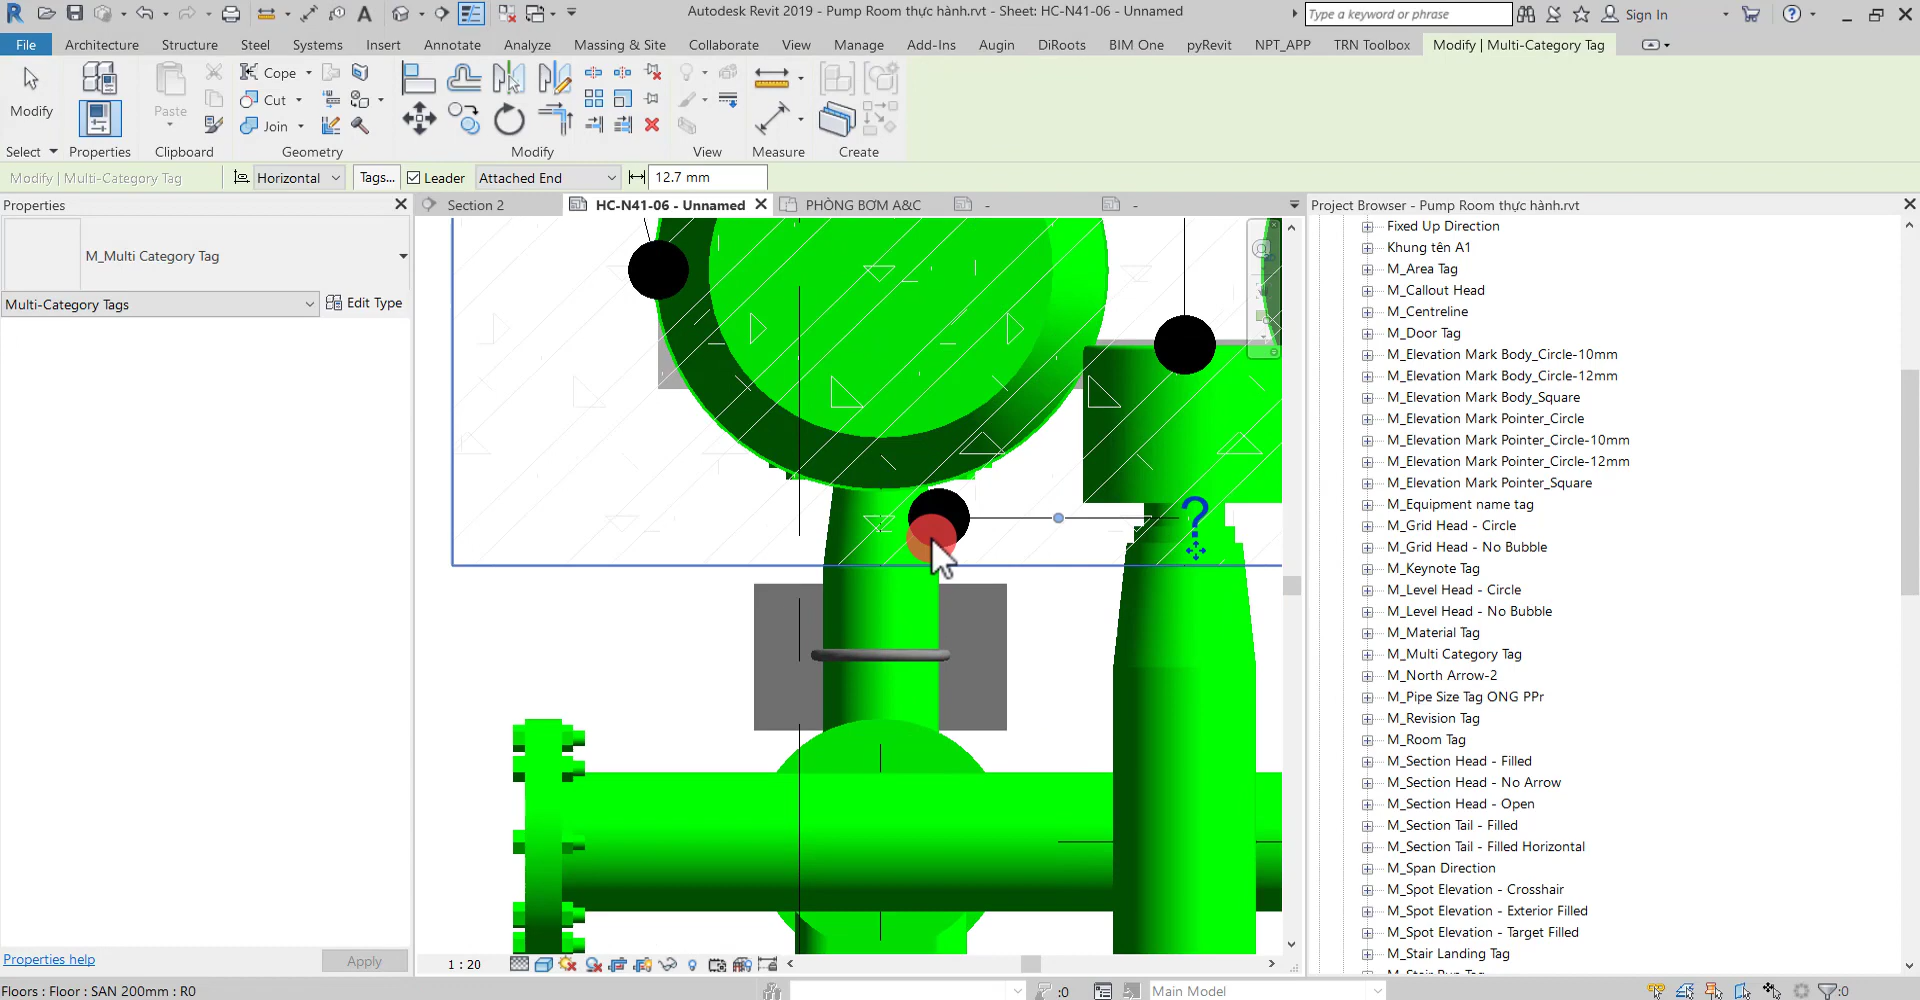 Autodesk Revit 2019 - Pump Room thực hành.rvt - Sheet: HC-N41-06 - Unnamed
Type a keyword or phrase
Sign In
File
Architecture
Structure
Steel
Systems
Insert
Annotate
Analyze
Massing & Site
Collaborate
View
Manage
Add-Ins
Augin
DiRoots
BIM One
pyRevit
NPT_APP
TRN Toolbox
Modify | Multi-Category Tag
Modify
Paste
Cope
Cut
Join
Select
Properties
Clipboard
Geometry
Modify
View
Measure
Create
Modify | Multi-Category Tag
Horizontal
Tags...
Leader
Attached End
12.7 mm
Properties
Section 2
HC-N41-06 - Unnamed
PHÒNG BƠM A&C
-
-
Project Browser - Pump Room thực hành.rvt
M_Multi Category Tag
Multi-Category Tags
Edit Type
?
Fixed Up Direction
Khung tên A1
M_Area Tag
M_Callout Head
M_Centreline
M_Door Tag
M_Elevation Mark Body_Circle-10mm
M_Elevation Mark Body_Circle-12mm
M_Elevation Mark Body_Square
M_Elevation Mark Pointer_Circle
M_Elevation Mark Pointer_Circle-10mm
M_Elevation Mark Pointer_Circle-12mm
M_Elevation Mark Pointer_Square
M_Equipment name tag
M_Grid Head - Circle
M_Grid Head - No Bubble
M_Keynote Tag
M_Level Head - Circle
M_Level Head - No Bubble
M_Material Tag
M_Multi Category Tag
M_North Arrow-2
M_Pipe Size Tag ONG PPr
M_Revision Tag
M_Room Tag
M_Section Head - Filled
M_Section Head - No Arrow
M_Section Head - Open
M_Section Tail - Filled
M_Section Tail - Filled Horizontal
M_Span Direction
M_Spot Elevation - Crosshair
M_Spot Elevation - Exterior Filled
M_Spot Elevation - Target Filled
M_Stair Landing Tag
Properties help
Apply
1 : 20
Floors : Floor : SAN 200mm : R0
:0
Main Model
:0